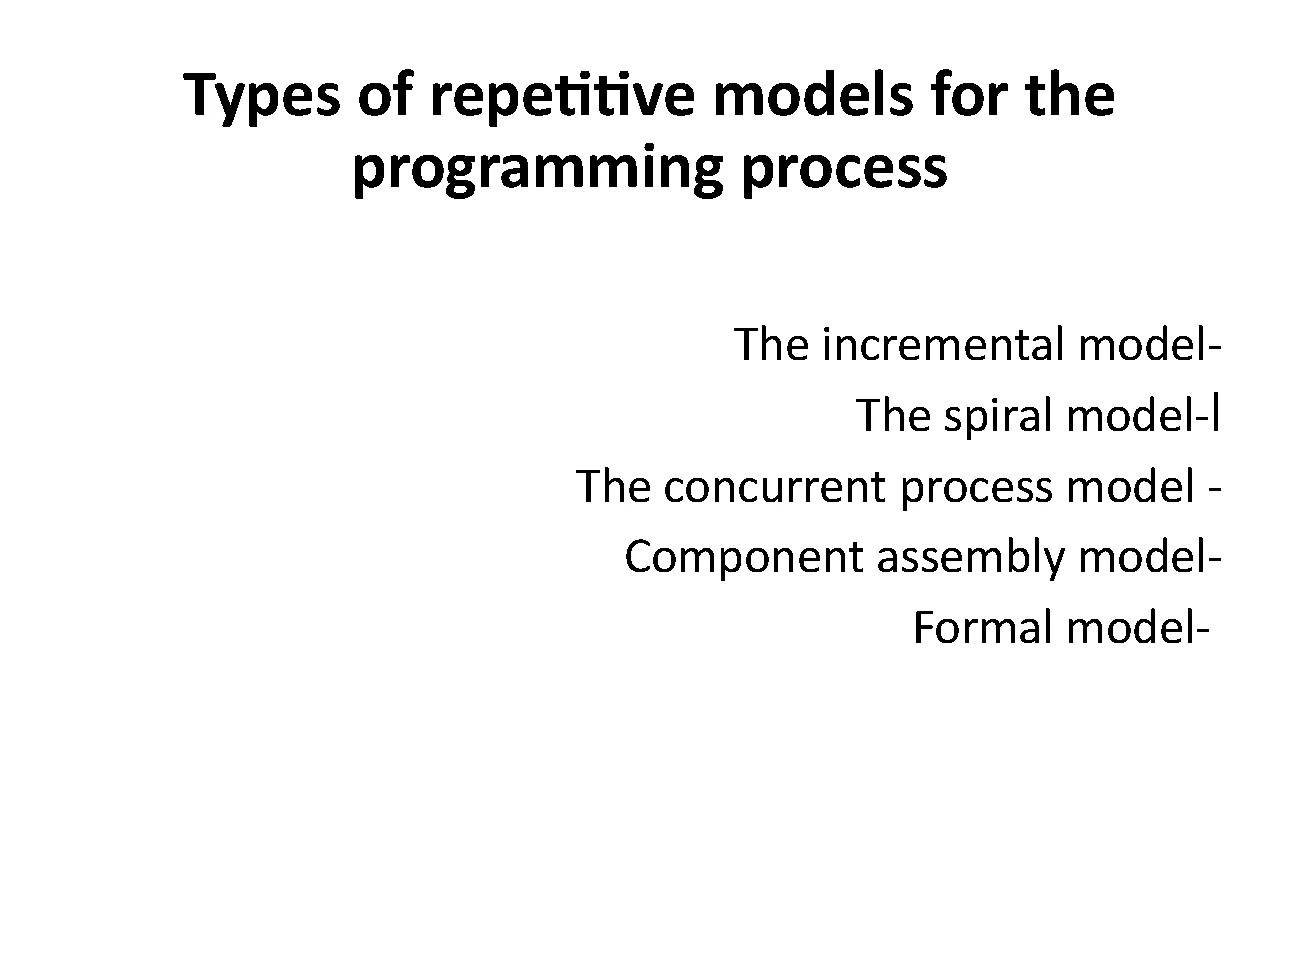 Types of repetitive models for the
programming process
The incremental model-
The spiral model-l
The concurrent process model -
Component assembly model-
Formal model-